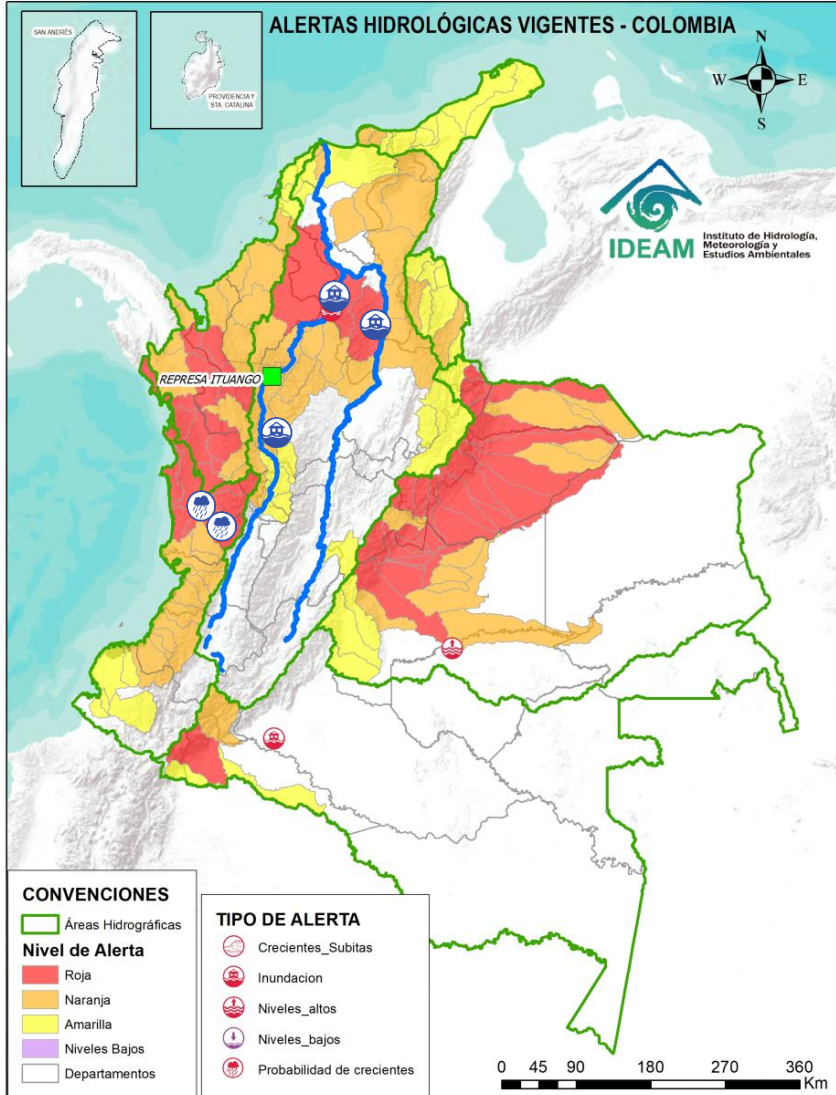 ALERTAS HIDROLÓGICAS VIGENTES - COLOMBIA
SAN ANDRÉS
PROVIDENCIA Y
STA. CATALINA
N
W
E
S
IDEAM
Instituto de Hidrología,
Meteorología y
Estudios Ambientales
REPRESA ITUANGO
CONVENCIONES
Áreas Hidrográficas
Nivel de Alerta
Roja
Naranja
Amarilla
Niveles Bajos
Departamentos
TIPO DE ALERTA
Crecientes_Subitas
Inundacion
Niveles_altos
Niveles_bajos
Probabilidad de crecientes
0 45 90 180 270 360
Km